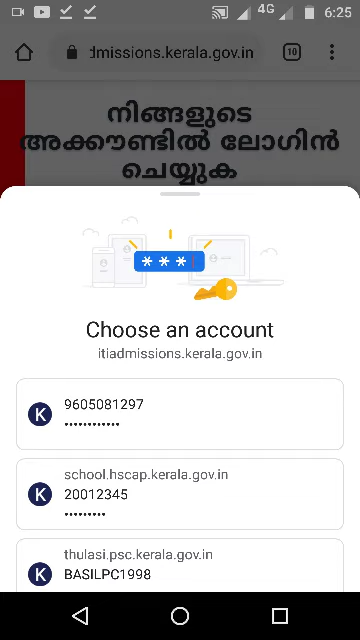 4G 6:25
dmissions.kerala.gov.in 10
നിങ്ങളുടെ
അക്കൗണ്ടിൽ ലോഗിൻ
ചെയ്യുക
***
Choose an account
itiadmissions.kerala.gov.in
K 9605081297
••••••••••••
school.hscap.kerala.gov.in
K 20012345
•••••••••
thulasi.psc.kerala.gov.in
K BASILPC1998